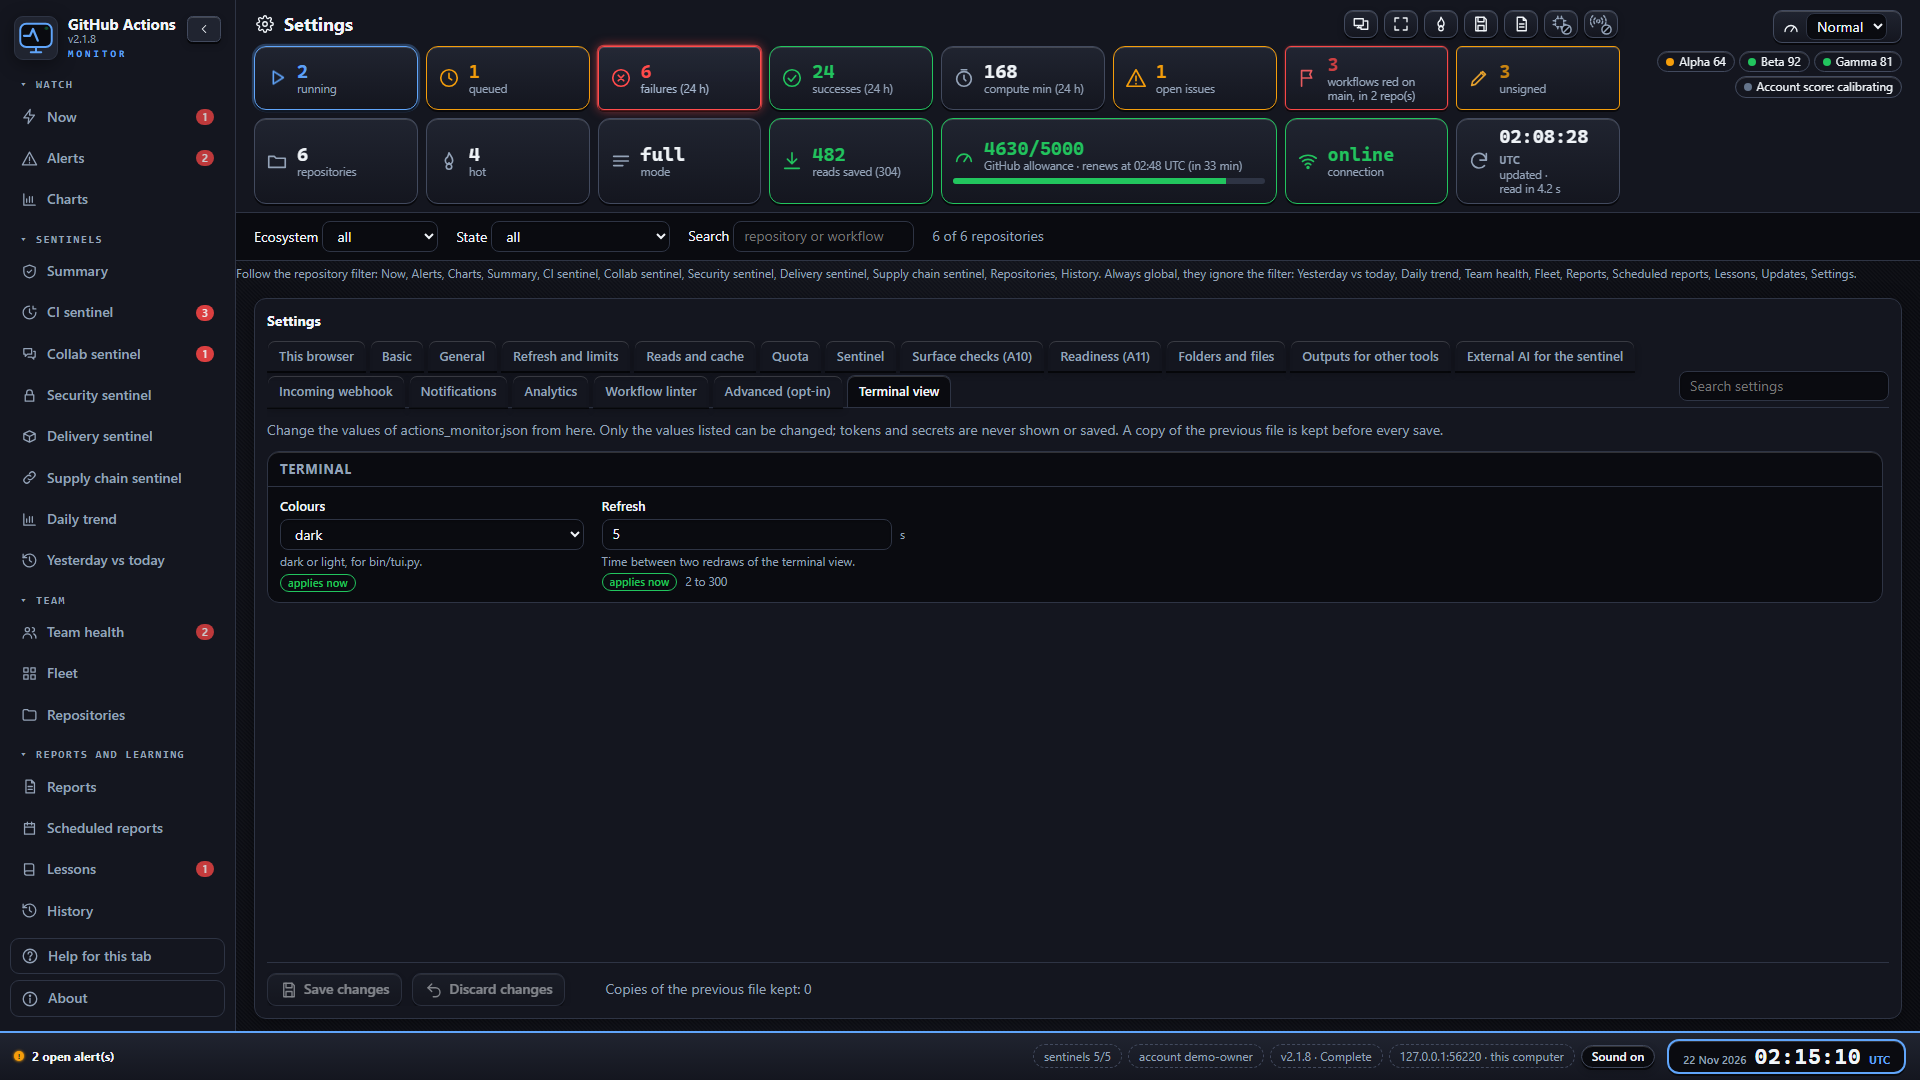 GitHub Actions
v2.1.8
MONITOR
WATCH
Now 1
Alerts 2
Charts
SENTINELS
Summary
CI sentinel 3
Collab sentinel 1
Security sentinel
Delivery sentinel
Supply chain sentinel
Daily trend
Yesterday vs today
TEAM
Team health 2
Fleet
Repositories
REPORTS AND LEARNING
Reports
Scheduled reports
Lessons 1
History
Help for this tab
About
Settings
Normal
2 running
1 queued
6 failures (24 h)
24 successes (24 h)
168 compute min (24 h)
1 open issues
3 workflows red on main, in 2 repo(s)
3 unsigned
Alpha 64
Beta 92
Gamma 81
Account score: calibrating
6 repositories
4 hot
full mode
482 reads saved (304)
4630/5000
GitHub allowance · renews at 02:48 UTC (in 33 min)
online connection
02:08:28
UTC
updated ·
read in 4.2 s
Ecosystem all State all Search repository or workflow 6 of 6 repositories
Follow the repository filter: Now, Alerts, Charts, Summary, CI sentinel, Collab sentinel, Security sentinel, Delivery sentinel, Supply chain sentinel, Repositories, History. Always global, they ignore the filter: Yesterday vs today, Daily trend, Team health, Fleet, Reports, Scheduled reports, Lessons, Updates, Settings.
Settings
This browser Basic General Refresh and limits Reads and cache Quota Sentinel Surface checks (A10) Readiness (A11) Folders and files Outputs for other tools External AI for the sentinel
Incoming webhook Notifications Analytics Workflow linter Advanced (opt-in) Terminal view
Search settings
Change the values of actions_monitor.json from here. Only the values listed can be changed; tokens and secrets are never shown or saved. A copy of the previous file is kept before every save.
TERMINAL
Colours
dark
dark or light, for bin/tui.py.
applies now
Refresh
5 s
Time between two redraws of the terminal view.
applies now 2 to 300
Save changes Discard changes Copies of the previous file kept: 0
2 open alert(s)
sentinels 5/5
account demo-owner
v2.1.8 · Complete
127.0.0.1:56220 · this computer
Sound on
22 Nov 2026 02:15:10 UTC